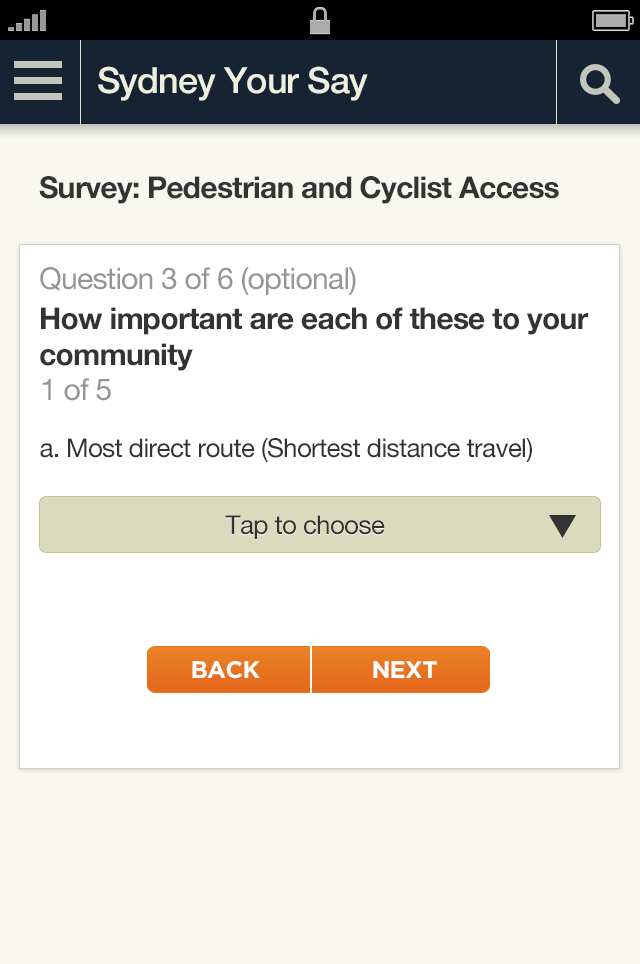 Sydney Your Say
Survey: Pedestrian and Cyclist Access
Question 3 of 6 (optional)
How important are each of these to your
community
1 of 5
a. Most direct route (Shortest distance travel)
Tap to choose
BACK
NEXT